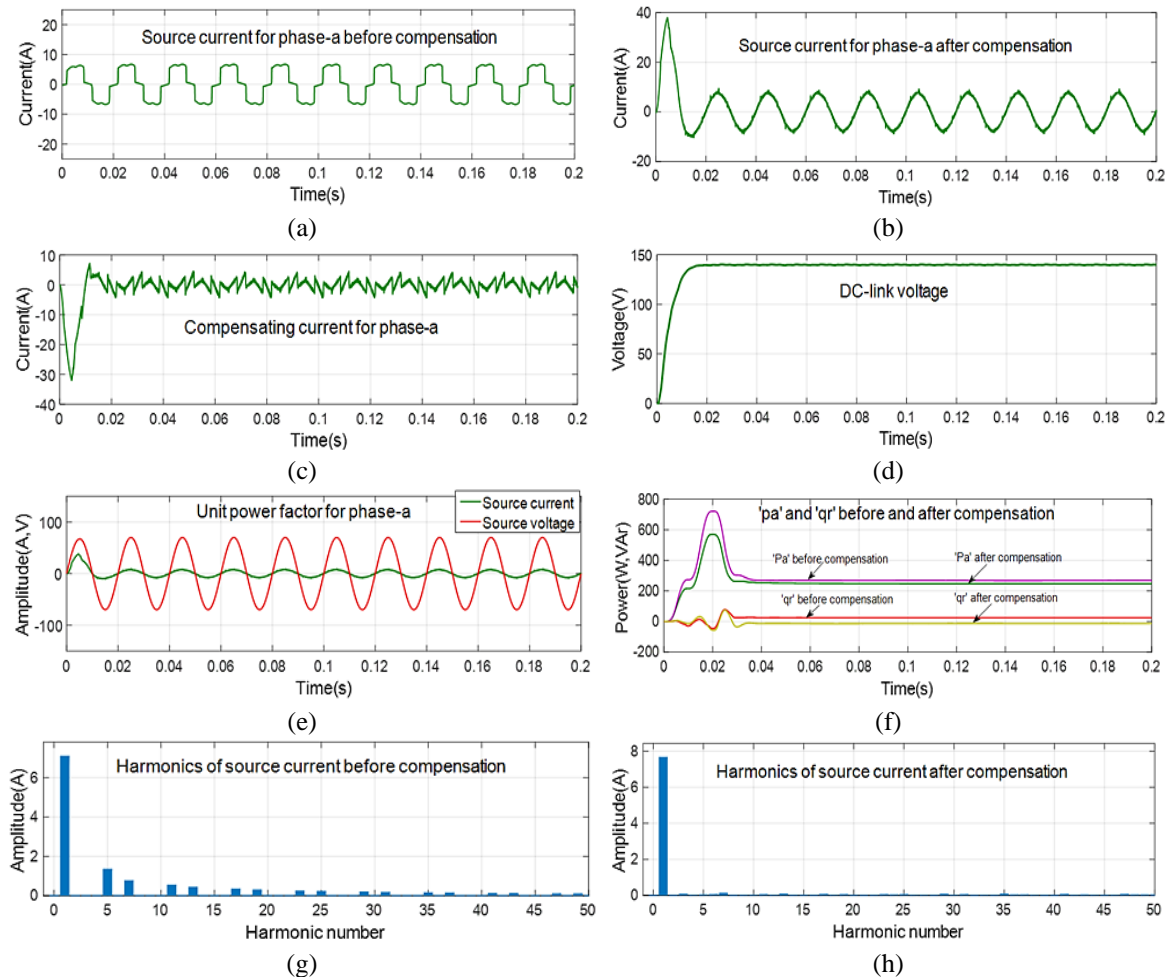 Source current for phase-a before compensation
Current(A)
20
10
0
-10
-20
0 0.02 0.04 0.06 0.08 0.1 0.12 0.14 0.16 0.18 0.2
Time(s)
(a)
Source current for phase-a after compensation
Current(A)
40
20
0
-20
0 0.02 0.04 0.06 0.08 0.1 0.12 0.14 0.16 0.18 0.2
Time(s)
(b)
Compensating current for phase-a
Current(A)
10
0
-10
-20
-30
-40
0 0.02 0.04 0.06 0.08 0.1 0.12 0.14 0.16 0.18 0.2
Time(s)
(c)
DC-link voltage
Voltage(V)
150
100
50
0
0 0.02 0.04 0.06 0.08 0.1 0.12 0.14 0.16 0.18 0.2
Time(s)
(d)
Unit power factor for phase-a
Source current
Source voltage
Amplitude(A,V)
100
0
-100
0 0.02 0.04 0.06 0.08 0.1 0.12 0.14 0.16 0.18 0.2
Time(s)
(e)
'pa' and 'qr' before and after compensation
'Pa' before compensation
'Pa' after compensation
'qr' before compensation
'qr' after compensation
Power(W,VAr)
800
600
400
200
0
-200
0 0.02 0.04 0.06 0.08 0.1 0.12 0.14 0.16 0.18 0.2
Time(s)
(f)
Harmonics of source current before compensation
Amplitude(A)
6
4
2
0
0 5 10 15 20 25 30 35 40 45 50
Harmonic number
(g)
Harmonics of source current after compensation
Amplitude(A)
8
6
4
2
0
0 5 10 15 20 25 30 35 40 45 50
Harmonic number
(h)